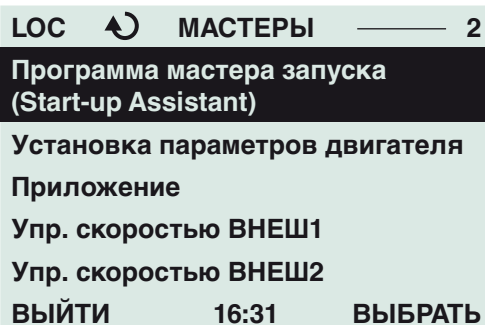 LOC МАСТЕРЫ 2
Программа мастера запуска
(Start-up Assistant)
Установка параметров двигателя
Приложение
Упр. скоростью ВНЕШ1
Упр. скоростью ВНЕШ2
ВЫЙТИ 16:31 ВЫБРАТЬ